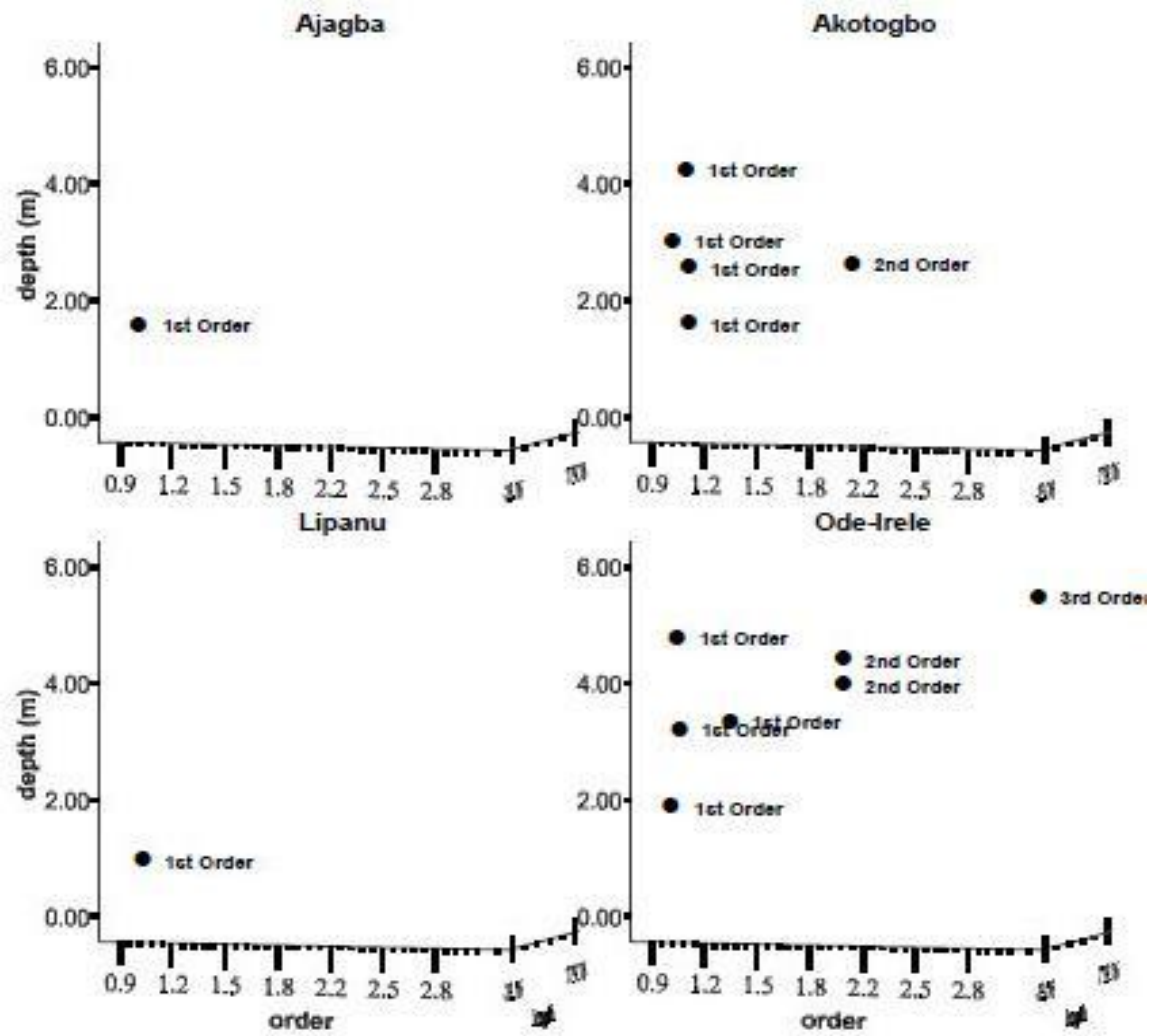 Ajagba
6.00
4.00
2.00
0.00
depth (m)
1st Order
0.9 1.2 1.5 1.8 2.2 2.5 2.8
Akotogbo
6.00
4.00
2.00
0.00
1st Order
1st Order
1st Order
2nd Order
1st Order
0.9 1.2 1.5 1.8 2.2 2.5 2.8
Lipanu
6.00
4.00
2.00
0.00
depth (m)
1st Order
0.9 1.2 1.5 1.8 2.2 2.5 2.8
order
Ode-Irele
6.00
4.00
2.00
0.00
3rd Order
1st Order
2nd Order
2nd Order
1st Order
1st Order
1st Order
0.9 1.2 1.5 1.8 2.2 2.5 2.8
order